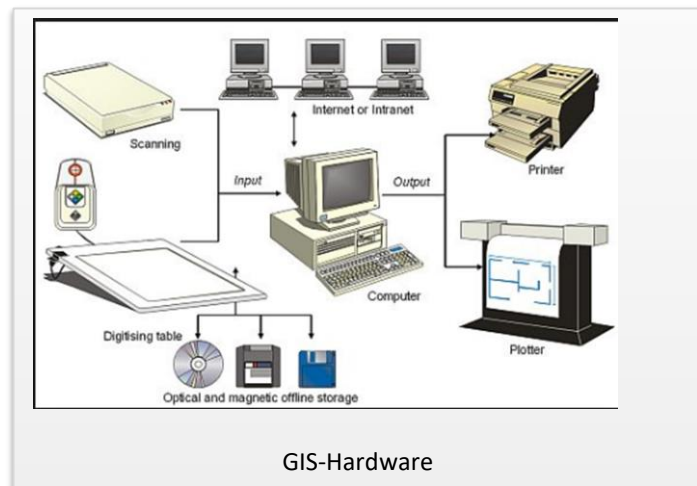 Internet or Intranet
Scanning
Printer
Input
Output
Computer
Digitising table
Plotter
Optical and magnetic offline storage
GIS-Hardware